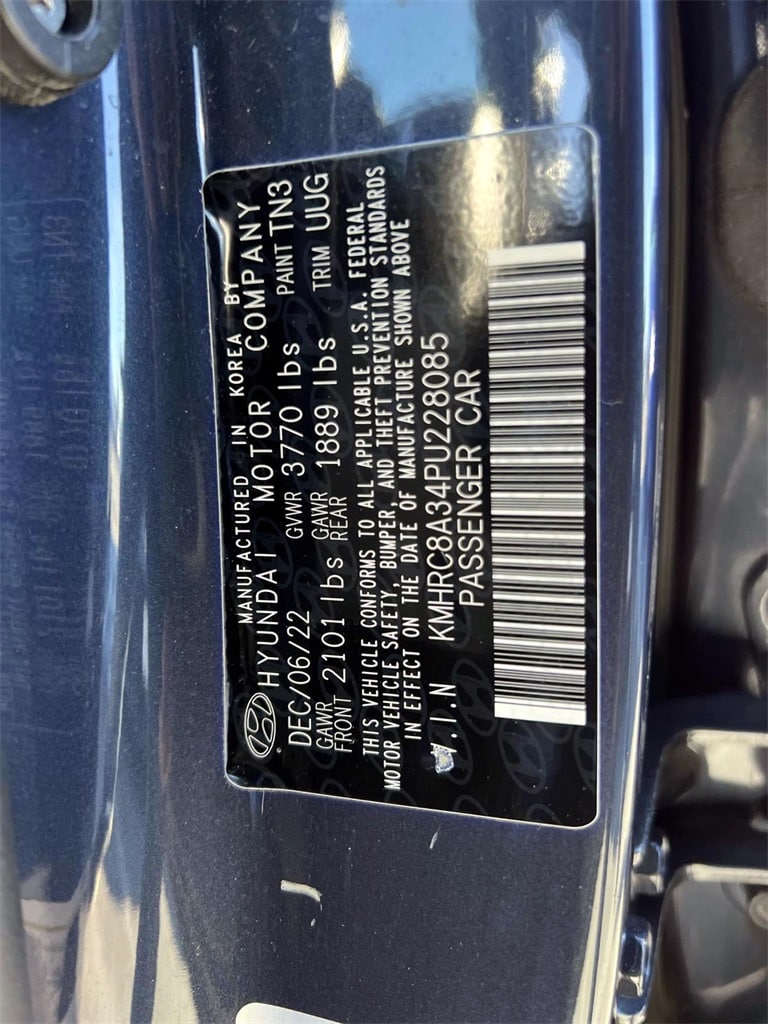 MANUFACTURED IN KOREA BY
HYUNDAI MOTOR COMPANY
DEC/06/22 GVWR 3770 lbs PAINT TN3
GAWR FRONT 2101 lbs GAWR REAR 1889 lbs TRIM UUG
THIS VEHICLE CONFORMS TO ALL APPLICABLE U.S.A. FEDERAL
MOTOR VEHICLE SAFETY, BUMPER, AND THEFT PREVENTION STANDARDS
IN EFFECT ON THE DATE OF MANUFACTURE SHOWN ABOVE
V.I.N KMHRC8A34PU228085
PASSENGER CAR